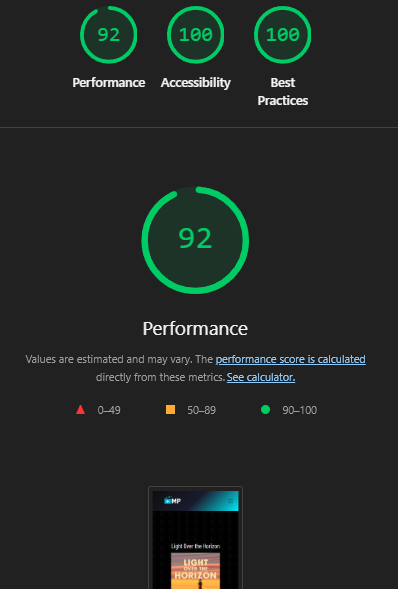 92
100
100
Performance
Accessibility
Best
Practices
92
Performance
Values are estimated and may vary. The performance score is calculated
directly from these metrics. See calculator.
0–49
50–89
90–100
MP
Light Over the Horizon
LIGHT
OVER THE
HORIZON